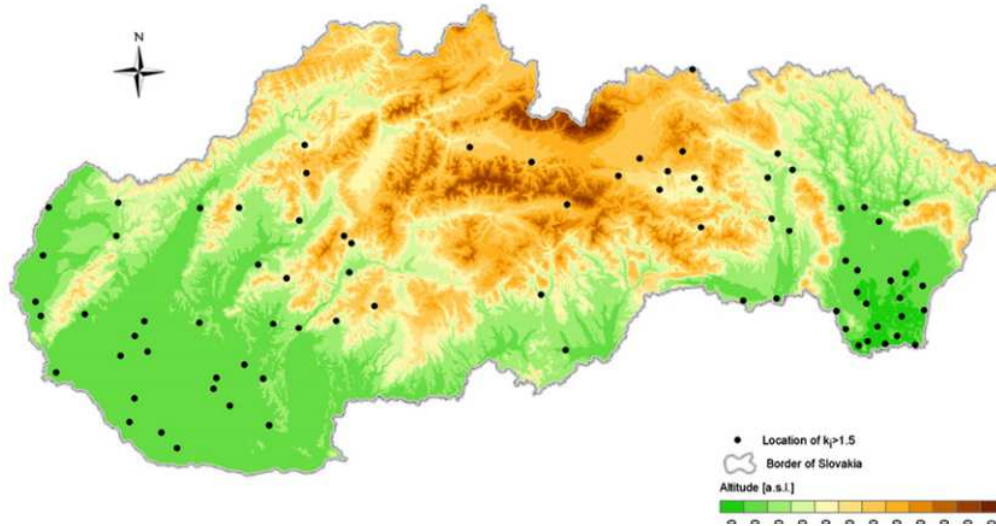 N
Location of kj>1.5
Border of Slovakia
Altitude [a.s.l.]